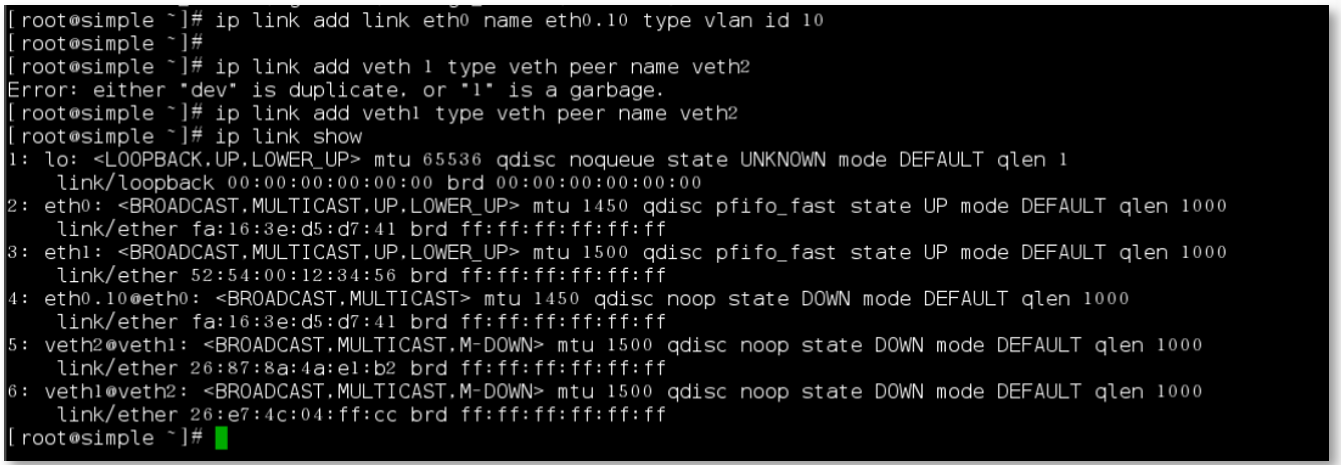 [root@simple ~]# ip link add link eth0 name eth0.10 type vlan id 10
[root@simple ~]#
[root@simple ~]# ip link add veth 1 type veth peer name veth2
Error: either "dev" is duplicate, or "1" is a garbage.
[root@simple ~]# ip link add veth1 type veth peer name veth2
[root@simple ~]# ip link show
1: lo: <LOOPBACK,UP,LOWER_UP> mtu 65536 qdisc noqueue state UNKNOWN mode DEFAULT qlen 1
    link/loopback 00:00:00:00:00:00 brd 00:00:00:00:00:00
2: eth0: <BROADCAST,MULTICAST,UP,LOWER_UP> mtu 1450 qdisc pfifo_fast state UP mode DEFAULT qlen 1000
    link/ether fa:16:3e:d5:d7:41 brd ff:ff:ff:ff:ff:ff
3: eth1: <BROADCAST,MULTICAST,UP,LOWER_UP> mtu 1500 qdisc pfifo_fast state UP mode DEFAULT qlen 1000
    link/ether 52:54:00:12:34:56 brd ff:ff:ff:ff:ff:ff
4: eth0.10@eth0: <BROADCAST,MULTICAST> mtu 1450 qdisc noop state DOWN mode DEFAULT qlen 1000
    link/ether fa:16:3e:d5:d7:41 brd ff:ff:ff:ff:ff:ff
5: veth2@veth1: <BROADCAST,MULTICAST,M-DOWN> mtu 1500 qdisc noop state DOWN mode DEFAULT qlen 1000
    link/ether 26:87:8a:4a:e1:b2 brd ff:ff:ff:ff:ff:ff
6: veth1@veth2: <BROADCAST,MULTICAST,M-DOWN> mtu 1500 qdisc noop state DOWN mode DEFAULT qlen 1000
    link/ether 26:e7:4c:04:ff:cc brd ff:ff:ff:ff:ff:ff
[root@simple ~]#